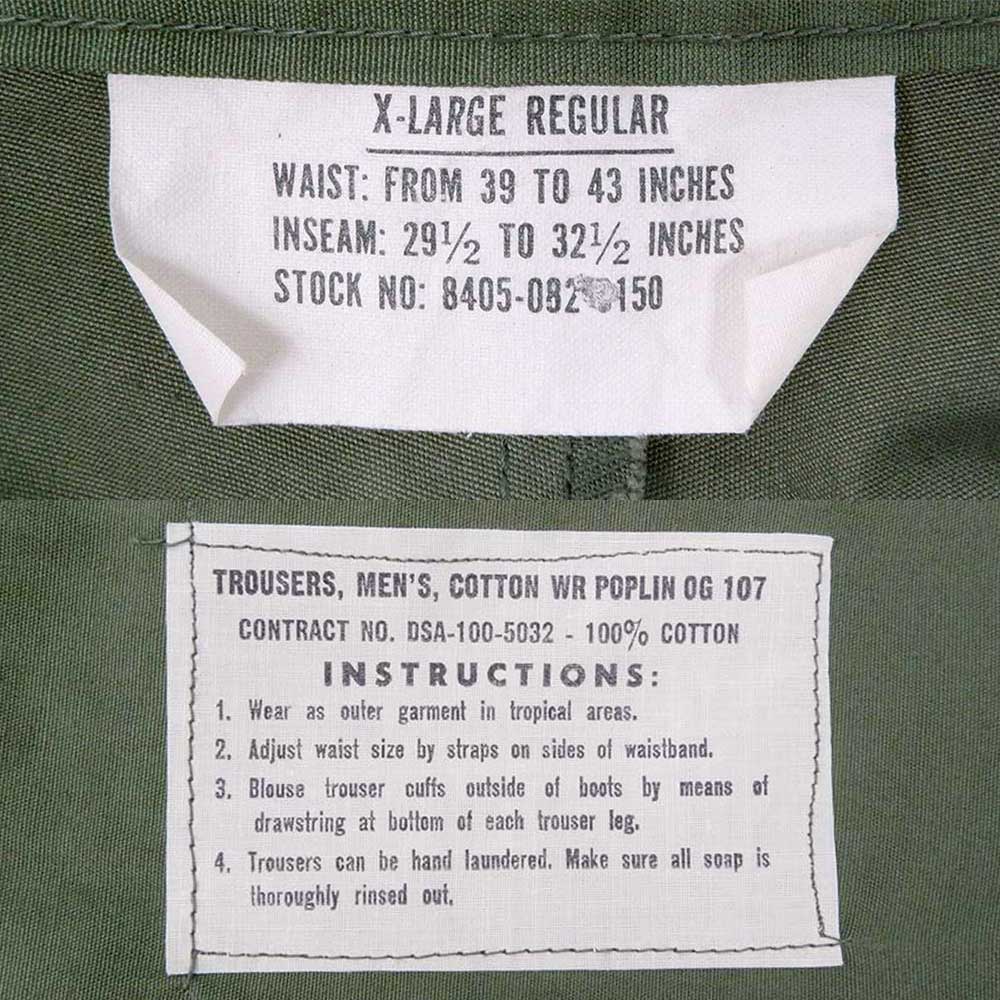 X-LARGE REGULAR
WAIST: FROM 39 TO 43 INCHES
INSEAM: 29½ TO 32½ INCHES
STOCK NO: 8405-082 150
TROUSERS, MEN'S, COTTON WR POPLIN OG 107
CONTRACT NO. DSA-100-5032 - 100% COTTON
INSTRUCTIONS:
1. Wear as outer garment in tropical areas.
2. Adjust waist size by straps on sides of waistband.
3. Blouse trouser cuffs outside of boots by means of
drawstring at bottom of each trouser leg.
4. Trousers can be hand laundered. Make sure all soap is
thoroughly rinsed out.